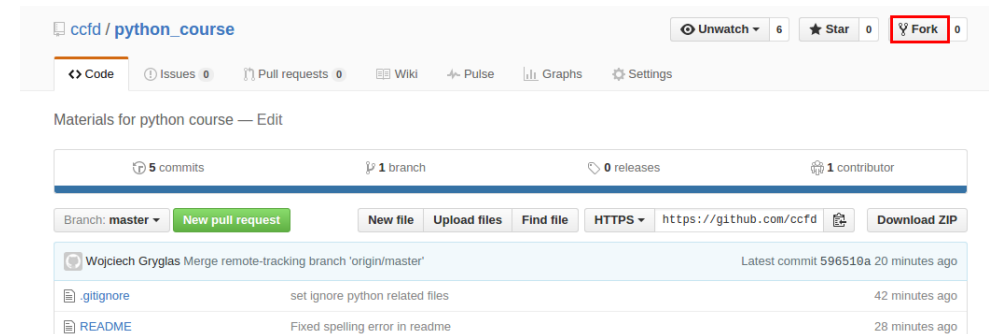 ccfd / python_course Unwatch 6 Star 0 Fork 0
Code Issues 0 Pull requests 0 Wiki Pulse Graphs Settings
Materials for python course — Edit
5 commits 1 branch 0 releases 1 contributor
Branch: master New pull request New file Upload files Find file HTTPS https://github.com/ccfd Download ZIP
Wojciech Gryglas Merge remote-tracking branch 'origin/master' Latest commit 596510a 20 minutes ago
.gitignore set ignore python related files 42 minutes ago
README Fixed spelling error in readme 28 minutes ago